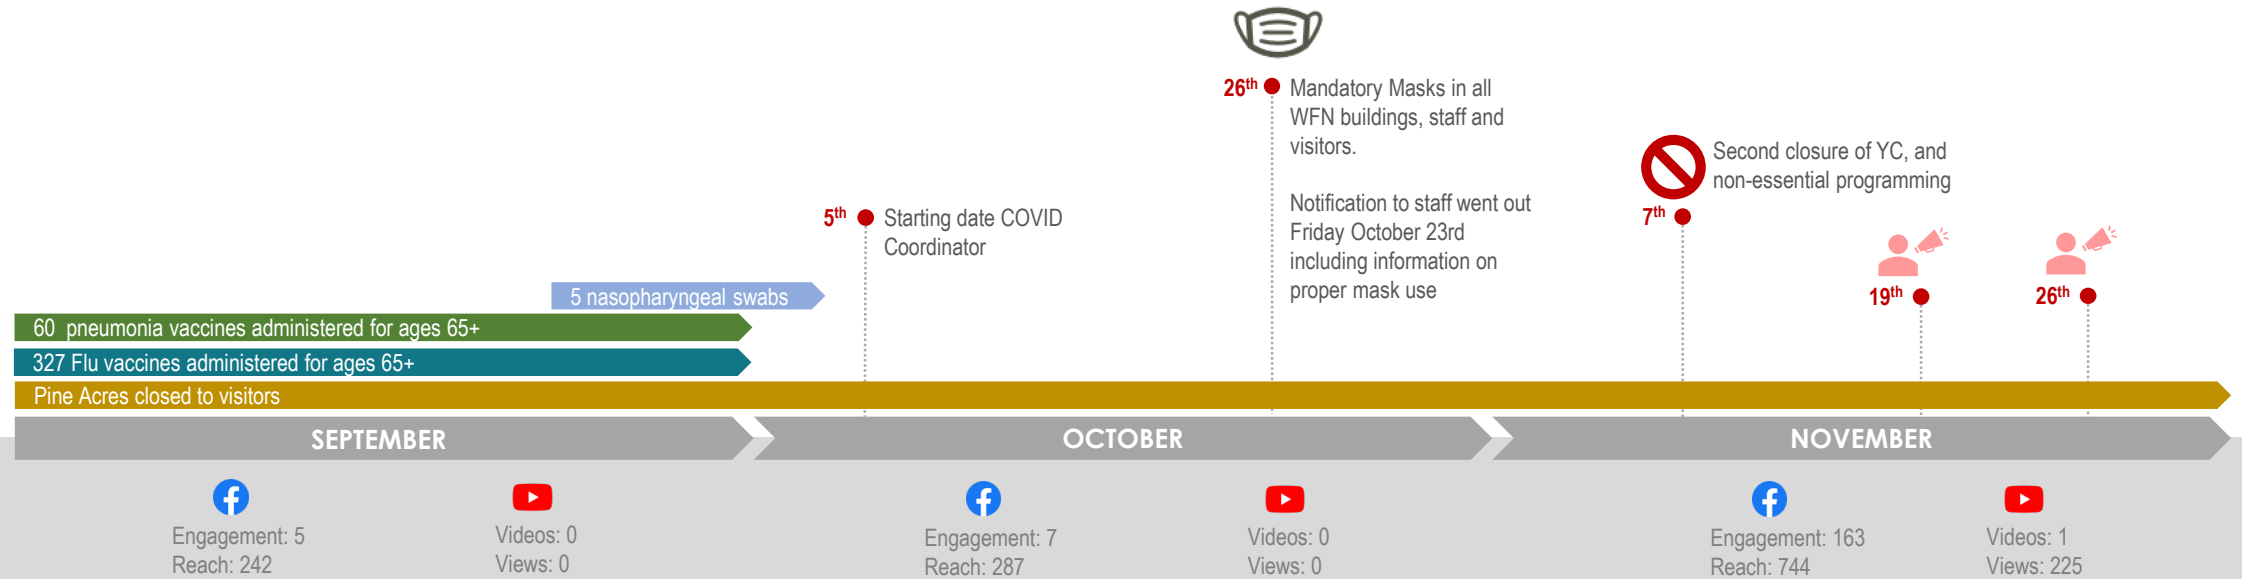 26th
Mandatory Masks in all
WFN buildings, staff and
visitors.
Notification to staff went out
Friday October 23rd
including information on
proper mask use
Second closure of YC, and
non-essential programming
7th
5th
Starting date COVID
Coordinator
19th
26th
5 nasopharyngeal swabs
60 pneumonia vaccines administered for ages 65+
327 Flu vaccines administered for ages 65+
Pine Acres closed to visitors
SEPTEMBER
OCTOBER
NOVEMBER
Engagement: 5
Reach: 242
Videos: 0
Views: 0
Engagement: 7
Reach: 287
Videos: 0
Views: 0
Engagement: 163
Reach: 744
Videos: 1
Views: 225